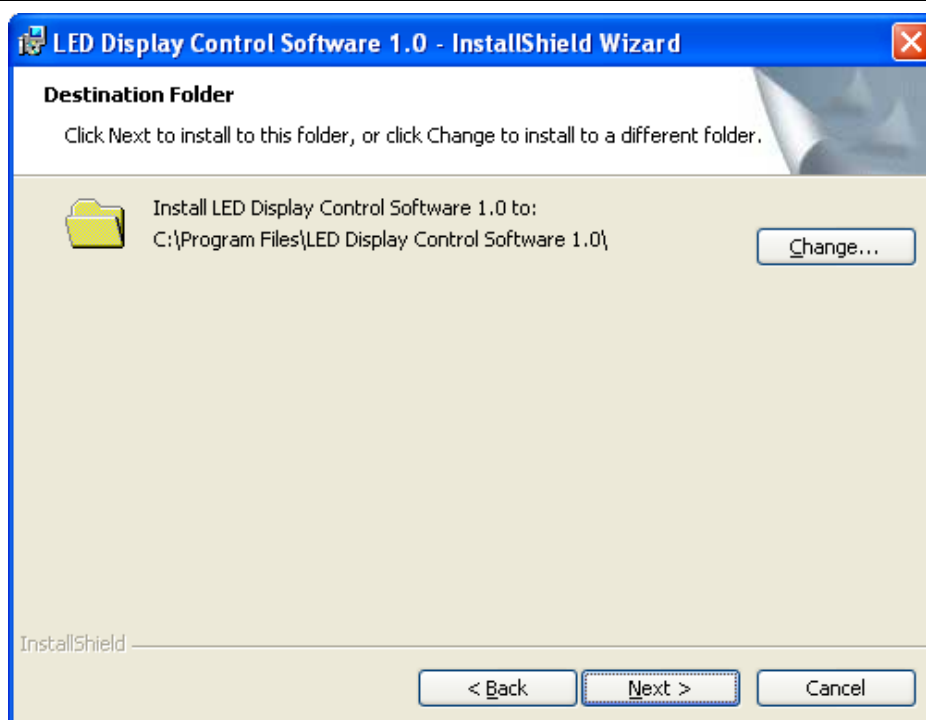 LED Display Control Software 1.0 - InstallShield Wizard
Destination Folder
Click Next to install to this folder, or click Change to install to a different folder.
Install LED Display Control Software 1.0 to:
C:\Program Files\LED Display Control Software 1.0\
Change...
InstallShield
< Back
Next >
Cancel